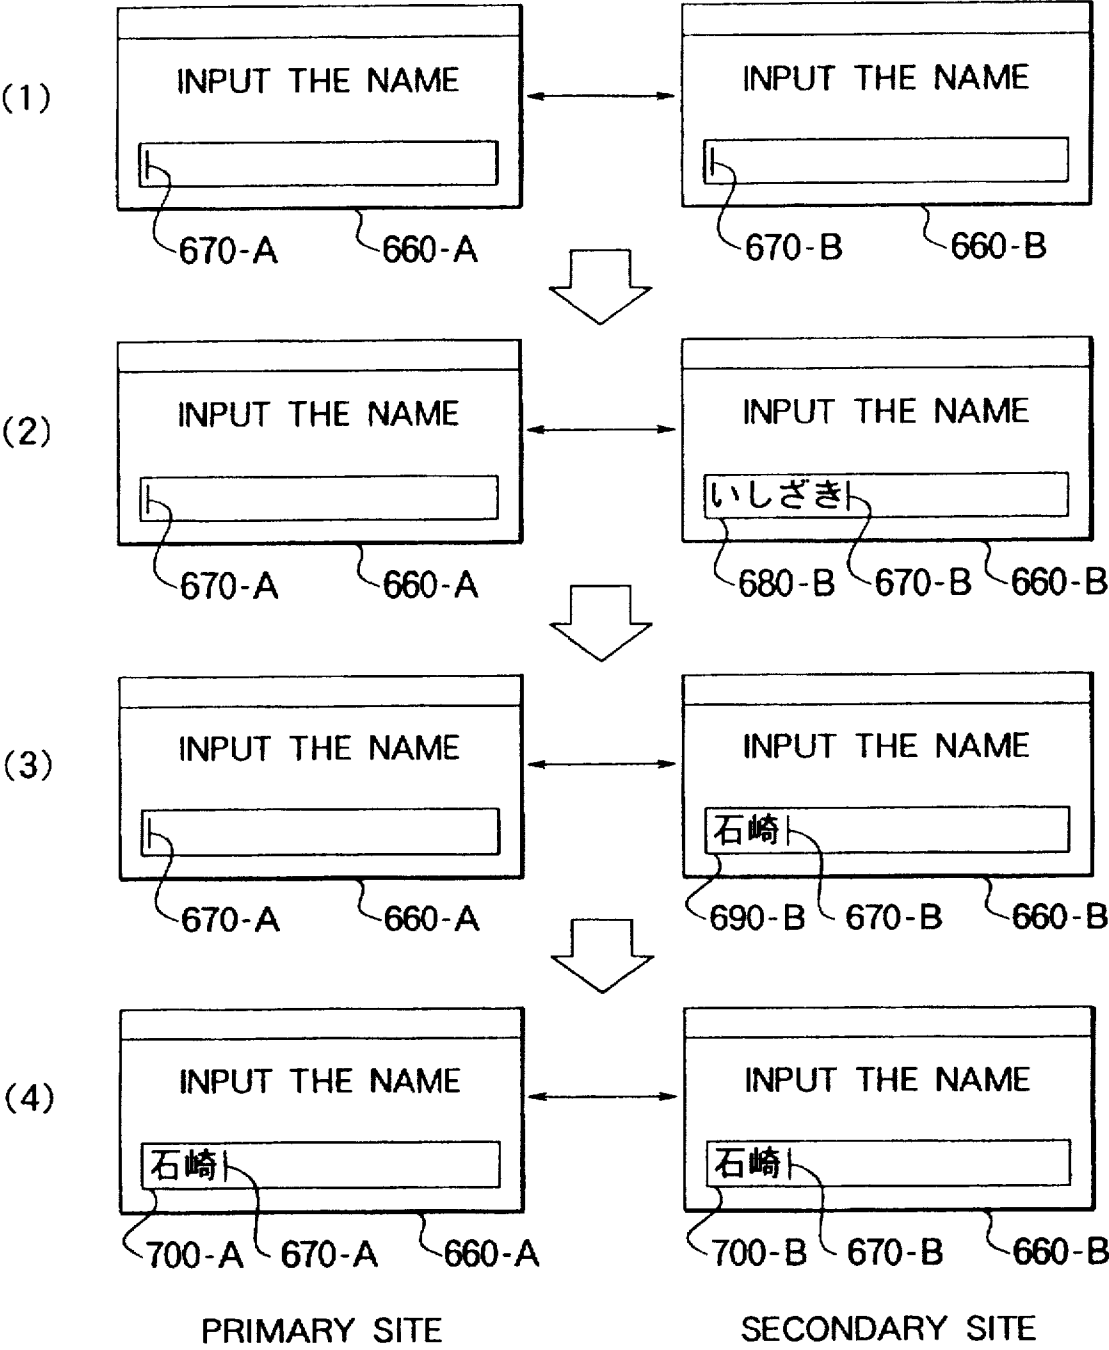 (1)
INPUT THE NAME
670-A
660-A
INPUT THE NAME
670-B
660-B
(2)
INPUT THE NAME
670-A
660-A
INPUT THE NAME
いしざき
680-B
670-B
660-B
(3)
INPUT THE NAME
670-A
660-A
INPUT THE NAME
石崎
690-B
670-B
660-B
(4)
INPUT THE NAME
石崎
700-A
670-A
660-A
INPUT THE NAME
石崎
700-B
670-B
660-B
PRIMARY SITE
SECONDARY SITE